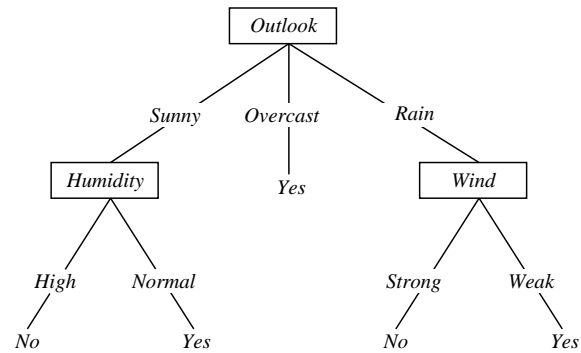 Outlook
Sunny Overcast Rain
Humidity Yes Wind
High Normal Strong Weak
No Yes No Yes